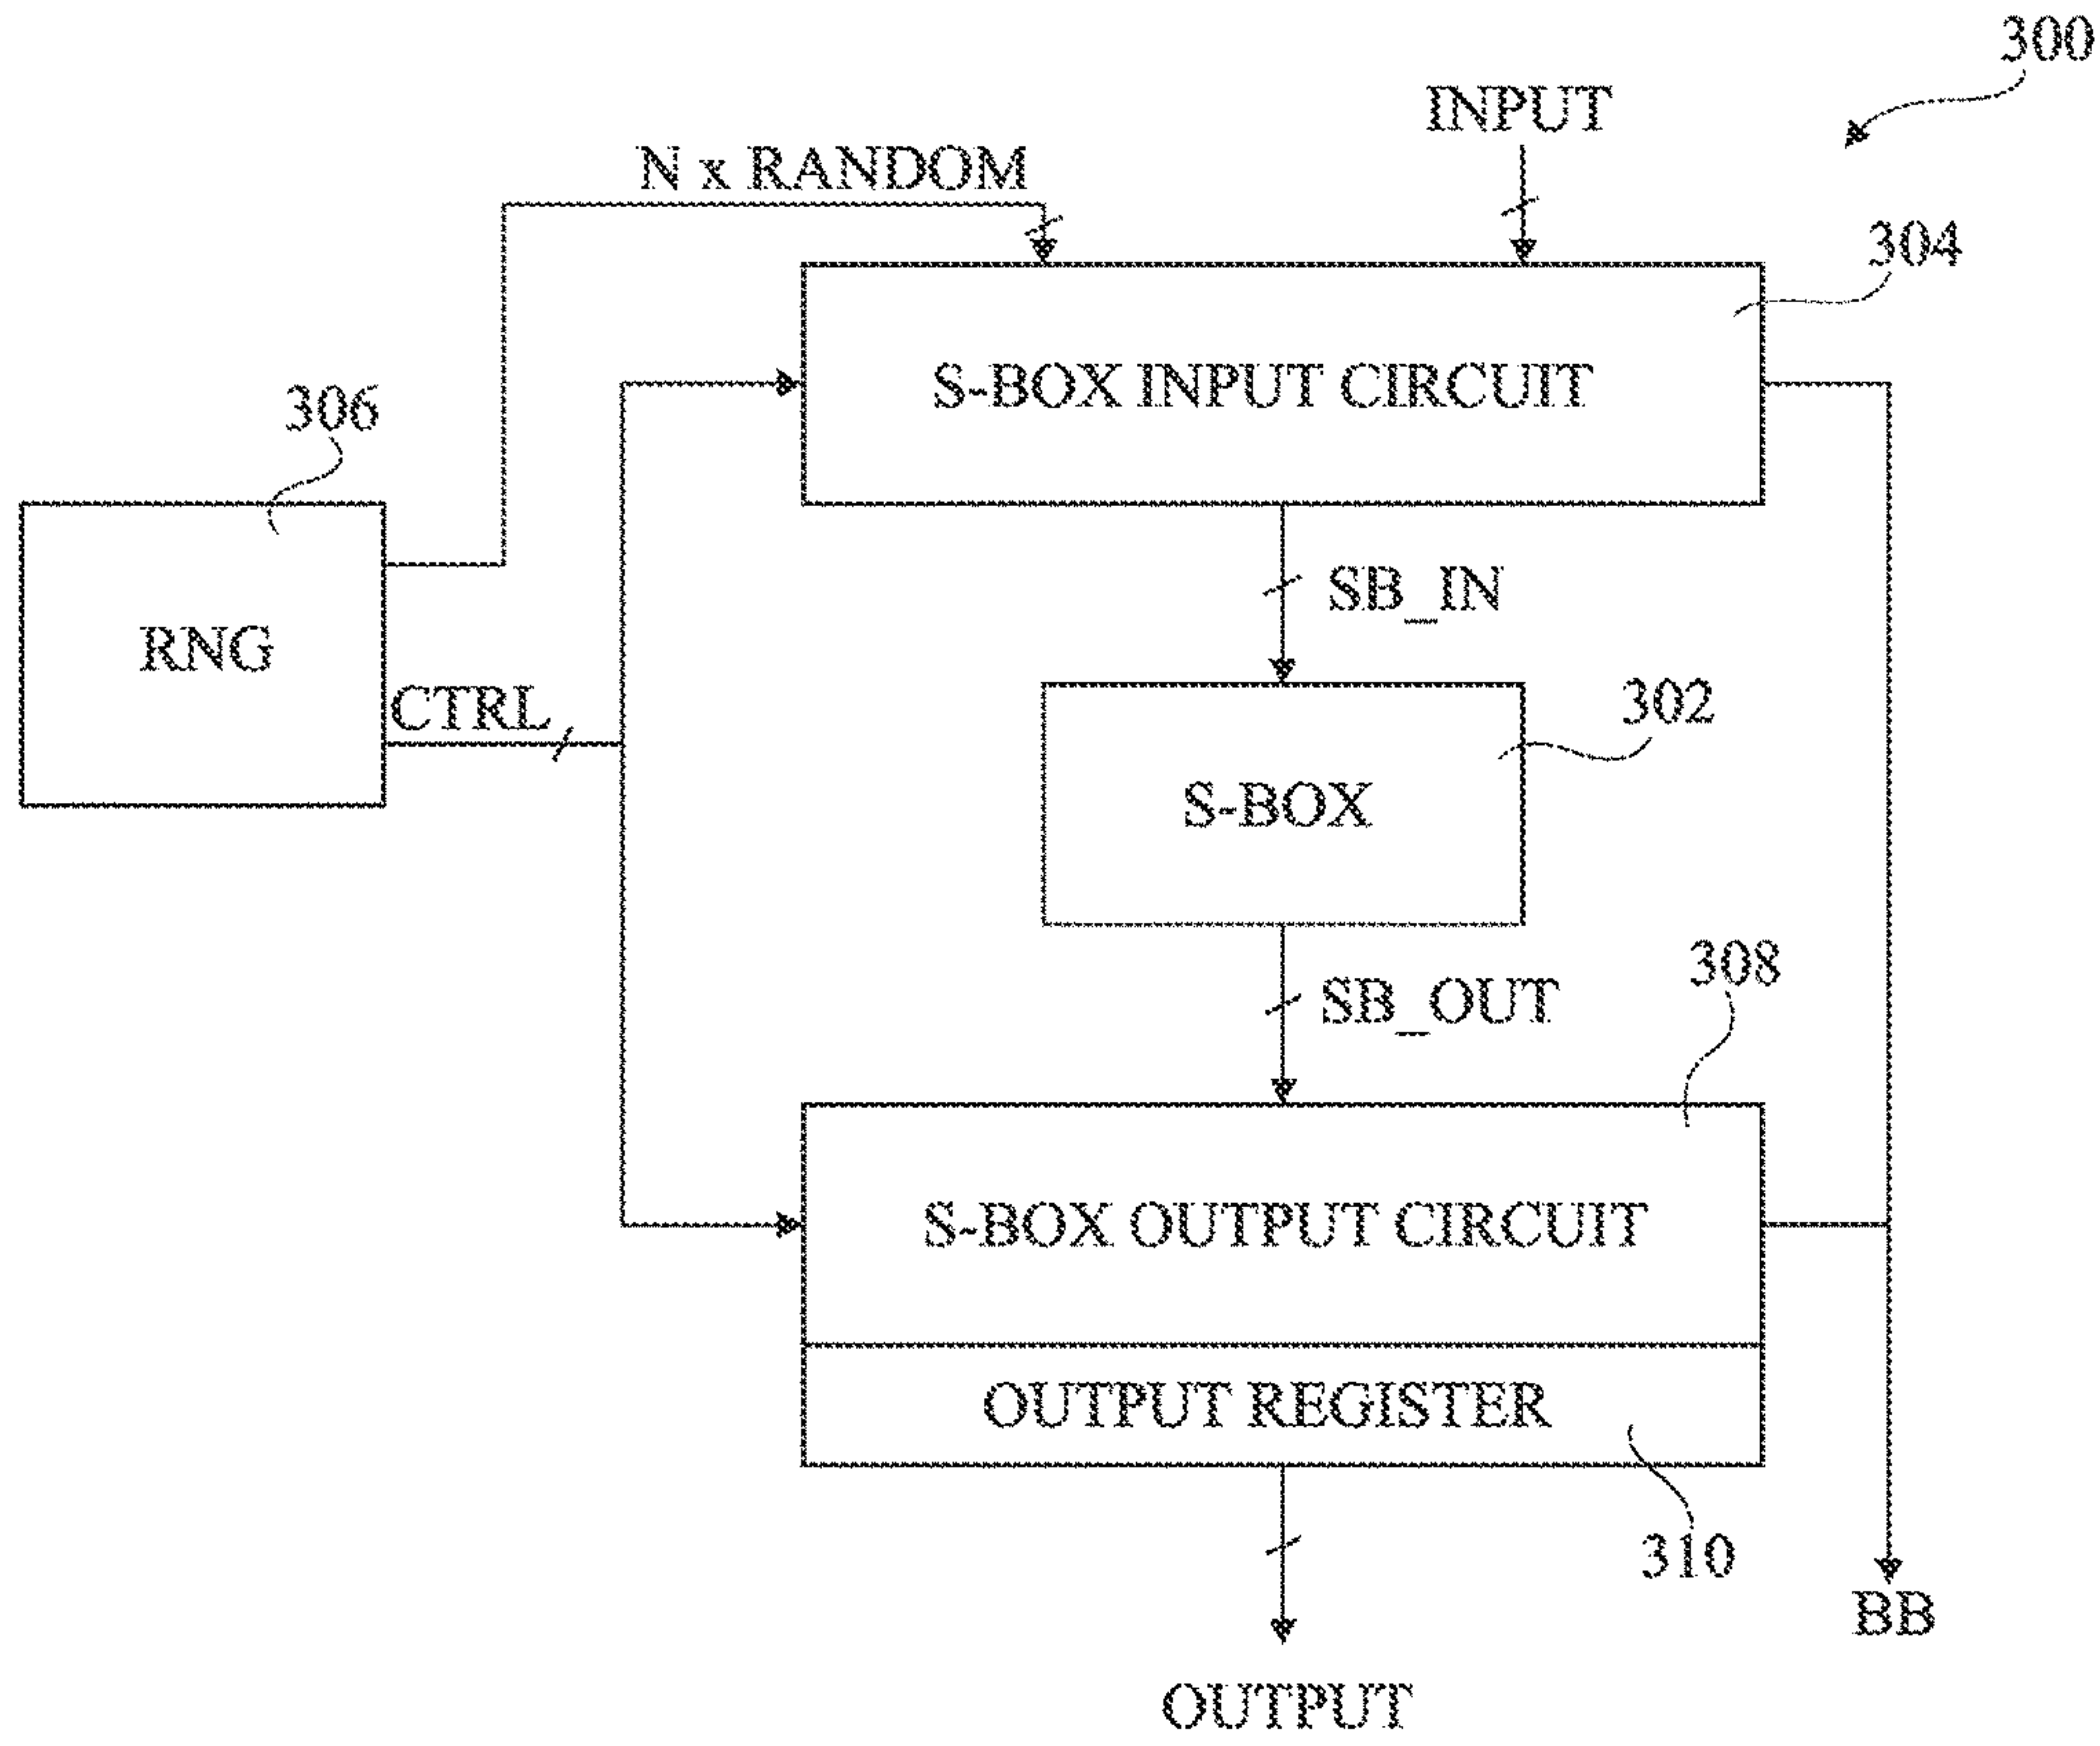 300
INPUT
N x RANDOM
304
S-BOX INPUT CIRCUIT
306
RNG
SB_IN
CTRL
302
S-BOX
308
SB_OUT
S-BOX OUTPUT CIRCUIT
OUTPUT REGISTER
310
BB
OUTPUT